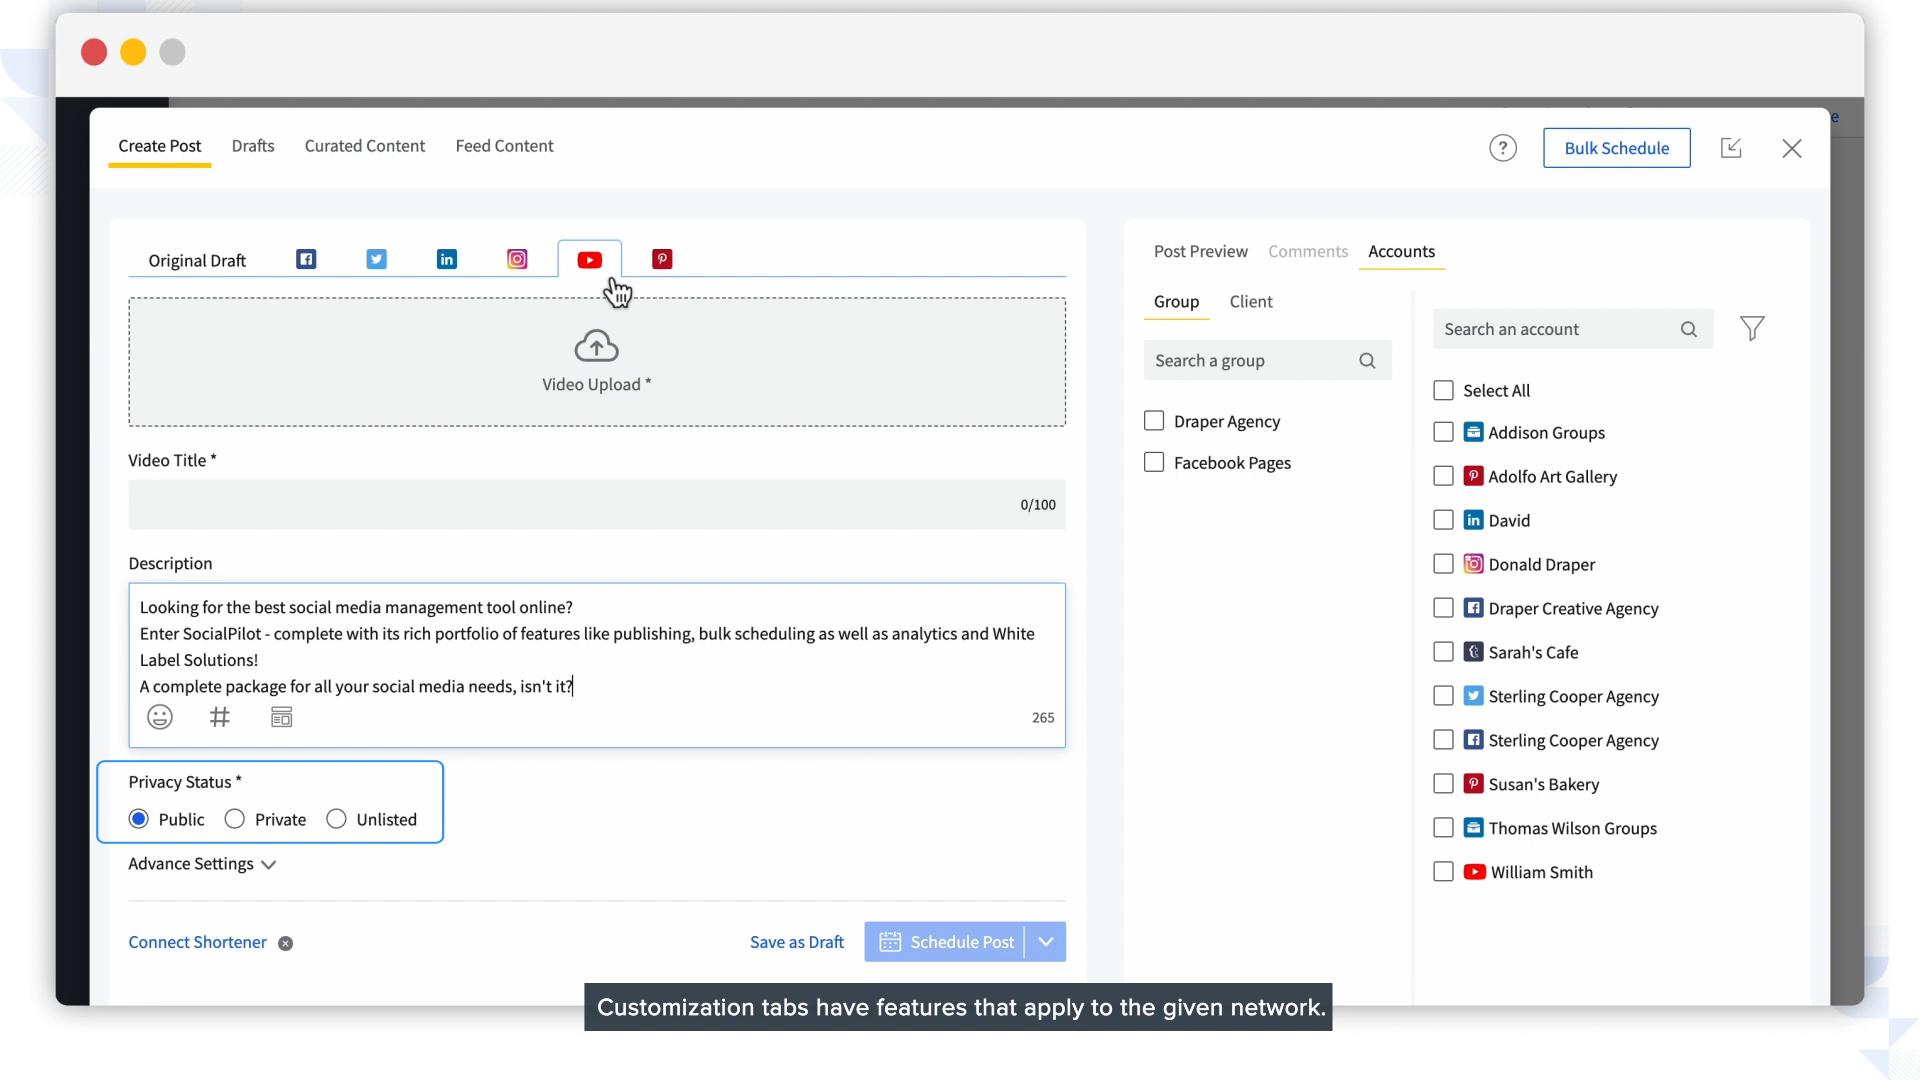 Create Post
Drafts
Curated Content
Feed Content
?
Bulk Schedule
e
Original Draft
Video Upload *
Video Title *
0/100
Description
Looking for the best social media management tool online?
Enter SocialPilot - complete with its rich portfolio of features like publishing, bulk scheduling as well as analytics and White
Label Solutions!
A complete package for all your social media needs, isn't it?
265
Privacy Status *
Public
Private
Unlisted
Advance Settings
Connect Shortener
Save as Draft
Schedule Post
Post Preview
Comments
Accounts
Group
Client
Search a group
Draper Agency
Facebook Pages
Search an account
Select All
Addison Groups
Adolfo Art Gallery
David
Donald Draper
Draper Creative Agency
Sarah's Cafe
Sterling Cooper Agency
Sterling Cooper Agency
Susan's Bakery
Thomas Wilson Groups
William Smith
Customization tabs have features that apply to the given network.